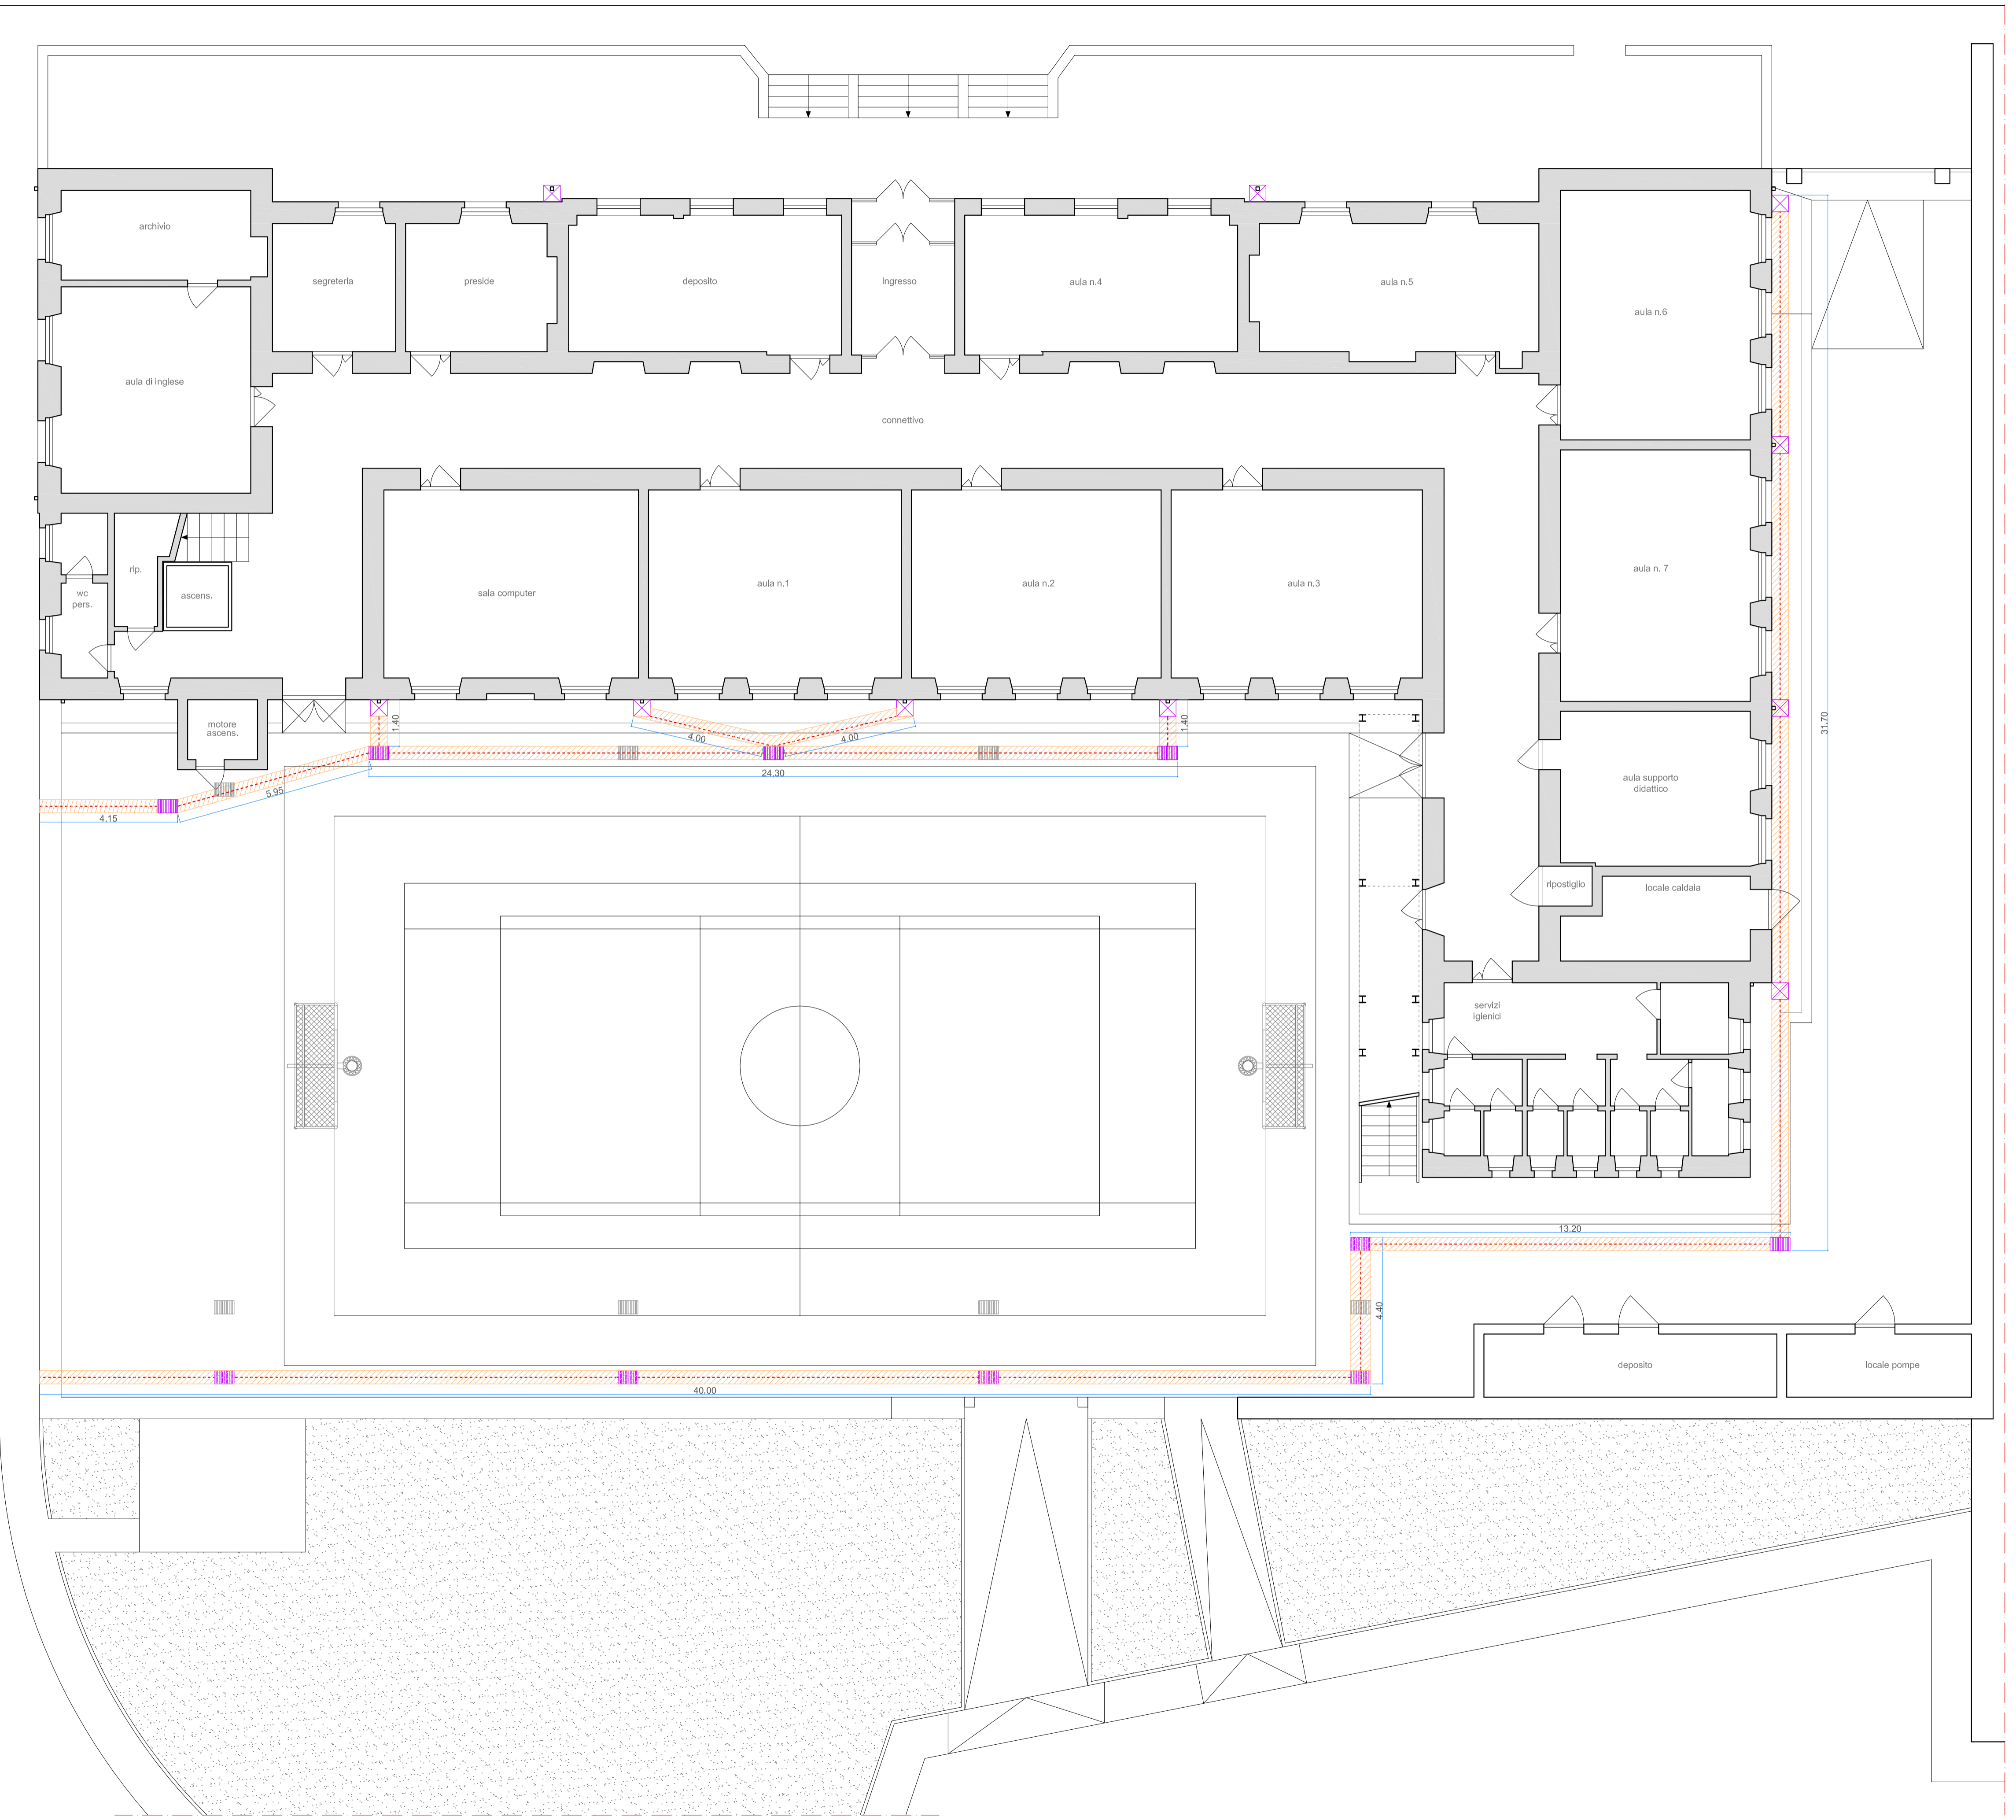 archivio
segreteria
preside
deposito
ingresso
aula n.4
aula n.5
aula n.6
aula di inglese
connettivo
rip.
ascens.
wc
pers.
sala computer
aula n.1
aula n.2
aula n.3
aula n. 7
motore
ascens.
1.40
4.00
4.00
1.40
31.70
24.30
5.95
4.15
aula supporto
didattico
ripostiglio
locale caldaia
servizi
igienici
13.20
4.40
40.00
deposito
locale pompe